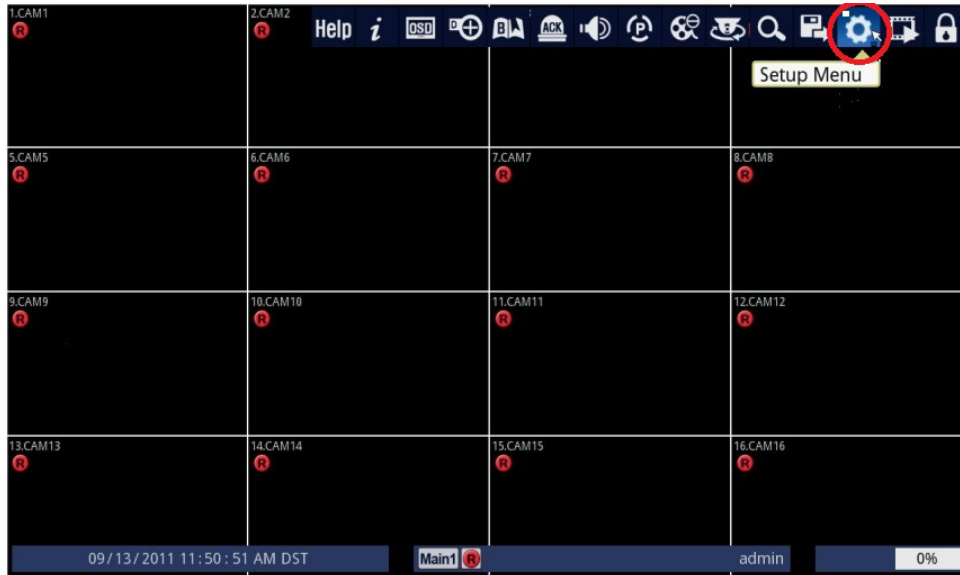 1.CAM1
2.CAM2
Help i OSD D B ACK P
Setup Menu
5.CAM5
R
6.CAM6
R
7.CAM7
R
8.CAM8
R
9.CAM9
R
10.CAM10
R
11.CAM11
R
12.CAM12
R
13.CAM13
R
14.CAM14
R
15.CAM15
R
16.CAM16
R
R
R
09/13/2011 11:50:51 AM DST
Main1 R
admin
0%